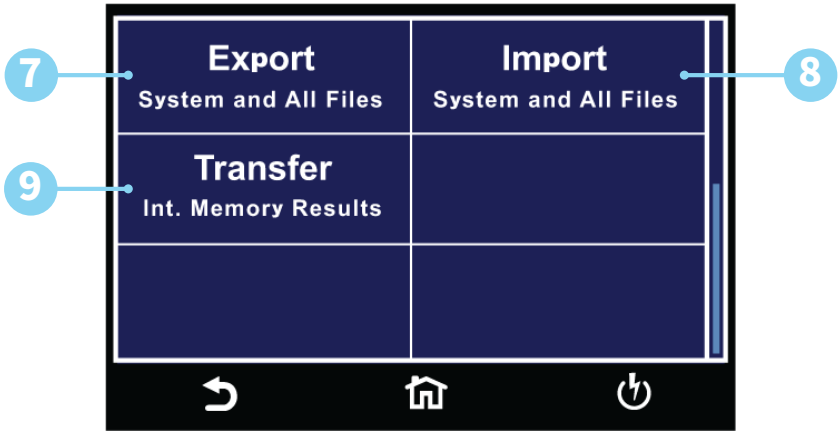 7
Export
System and All Files
Import
System and All Files
8
9
Transfer
Int. Memory Results